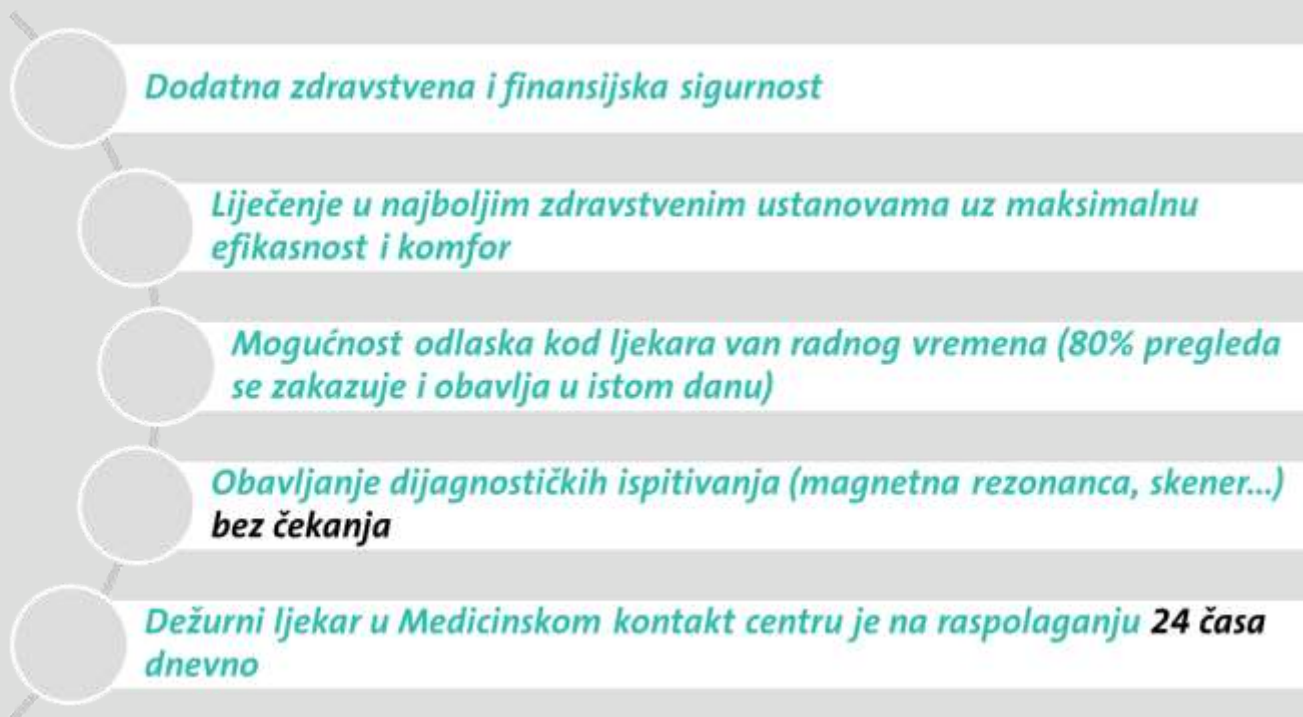 Dodatna zdravstvena i finansijska sigurnost
Liječenje u najboljim zdravstvenim ustanovama uz maksimalnu
efikasnost i komfor
Mogućnost odlaska kod ljekara van radnog vremena (80% pregleda
se zakazuje i obavlja u istom danu)
Obavljanje dijagnostičkih ispitivanja (magnetna rezonanca, skener...)
bez čekanja
Dežurni ljekar u Medicinskom kontakt centru je na raspolaganju 24 časa
dnevno